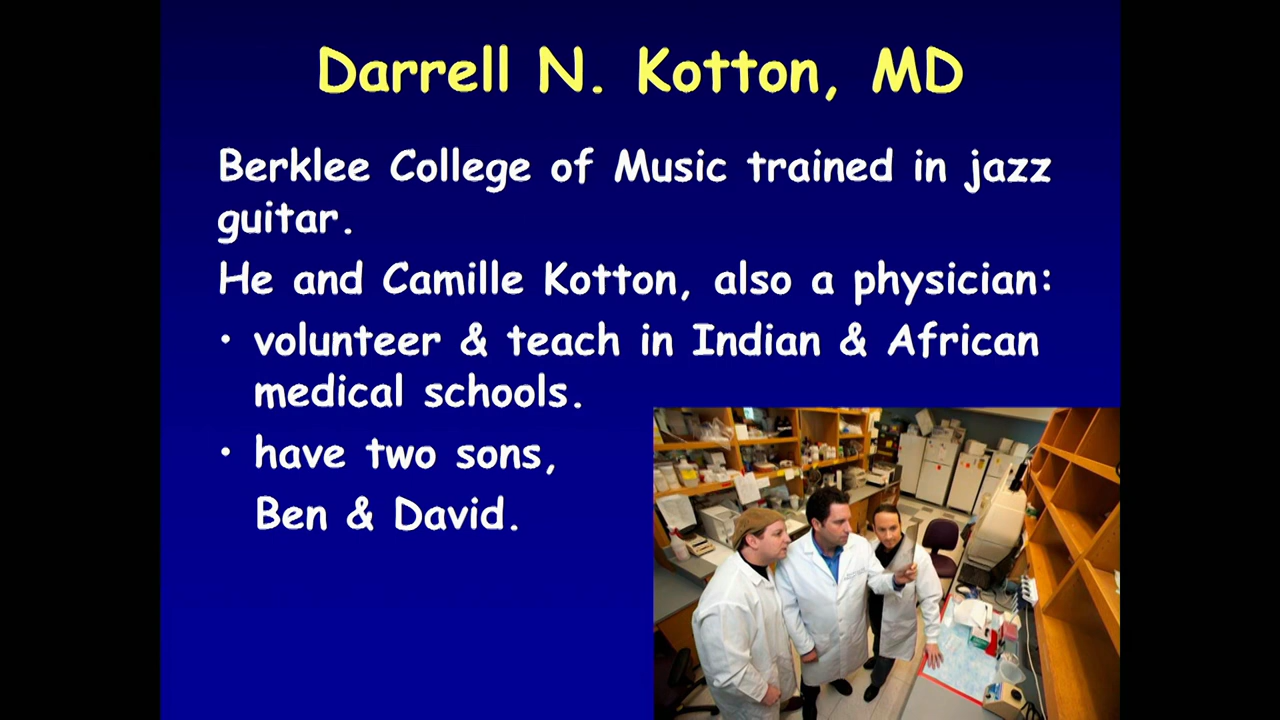 Darrell N. Kotton, MD
Berklee College of Music trained in jazz
guitar.
He and Camille Kotton, also a physician:
• volunteer & teach in Indian & African
medical schools.
• have two sons,
Ben & David.